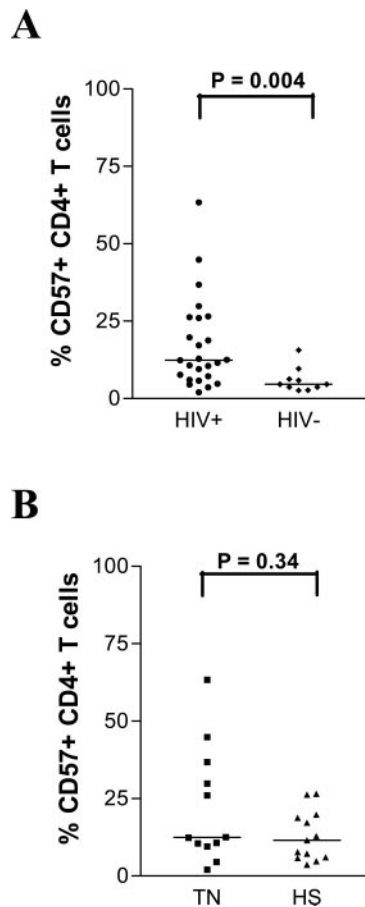 A
P = 0.004
100
75
50
25
0
% CD57+ CD4+ T cells
HIV+ HIV-
B
P = 0.34
100
75
50
25
0
% CD57+ CD4+ T cells
TN HS